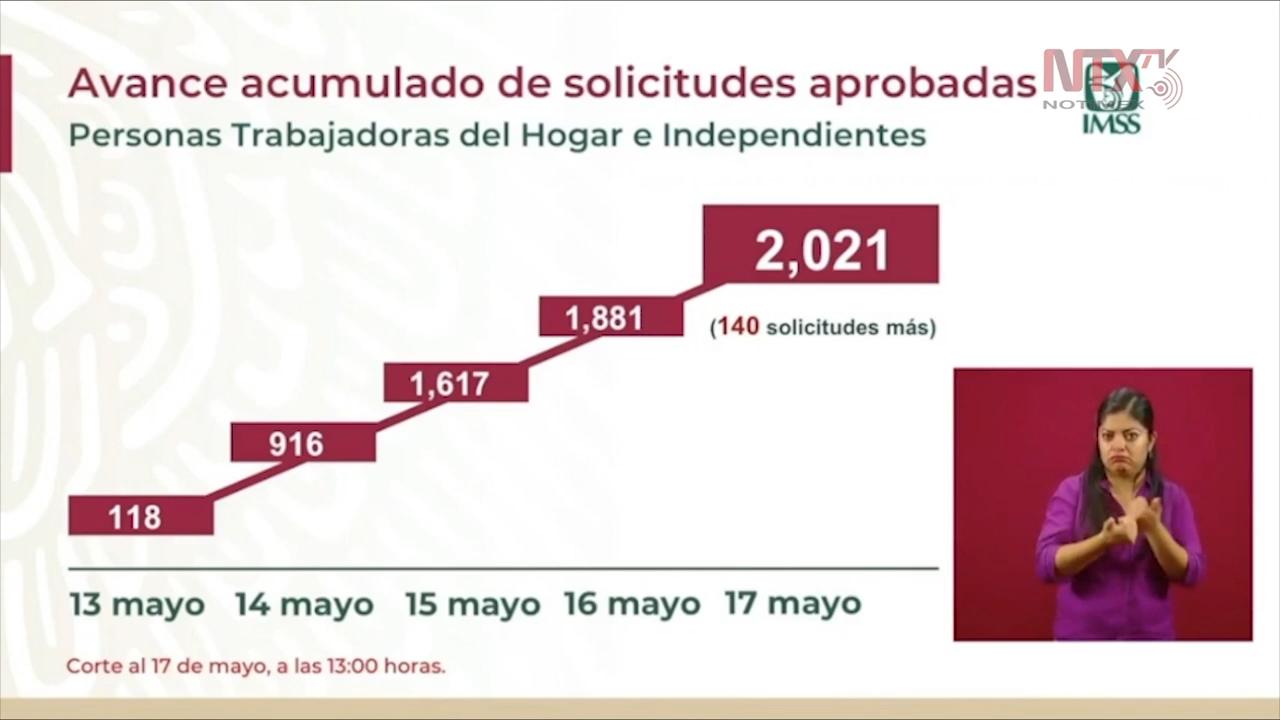 Avance acumulado de solicitudes aprobadas
NTX
NOTIMEX
IMSS
Personas Trabajadoras del Hogar e Independientes
2,021
1,881
(140 solicitudes más)
1,617
916
118
13 mayo 14 mayo 15 mayo 16 mayo 17 mayo
Corte al 17 de mayo, a las 13:00 horas.